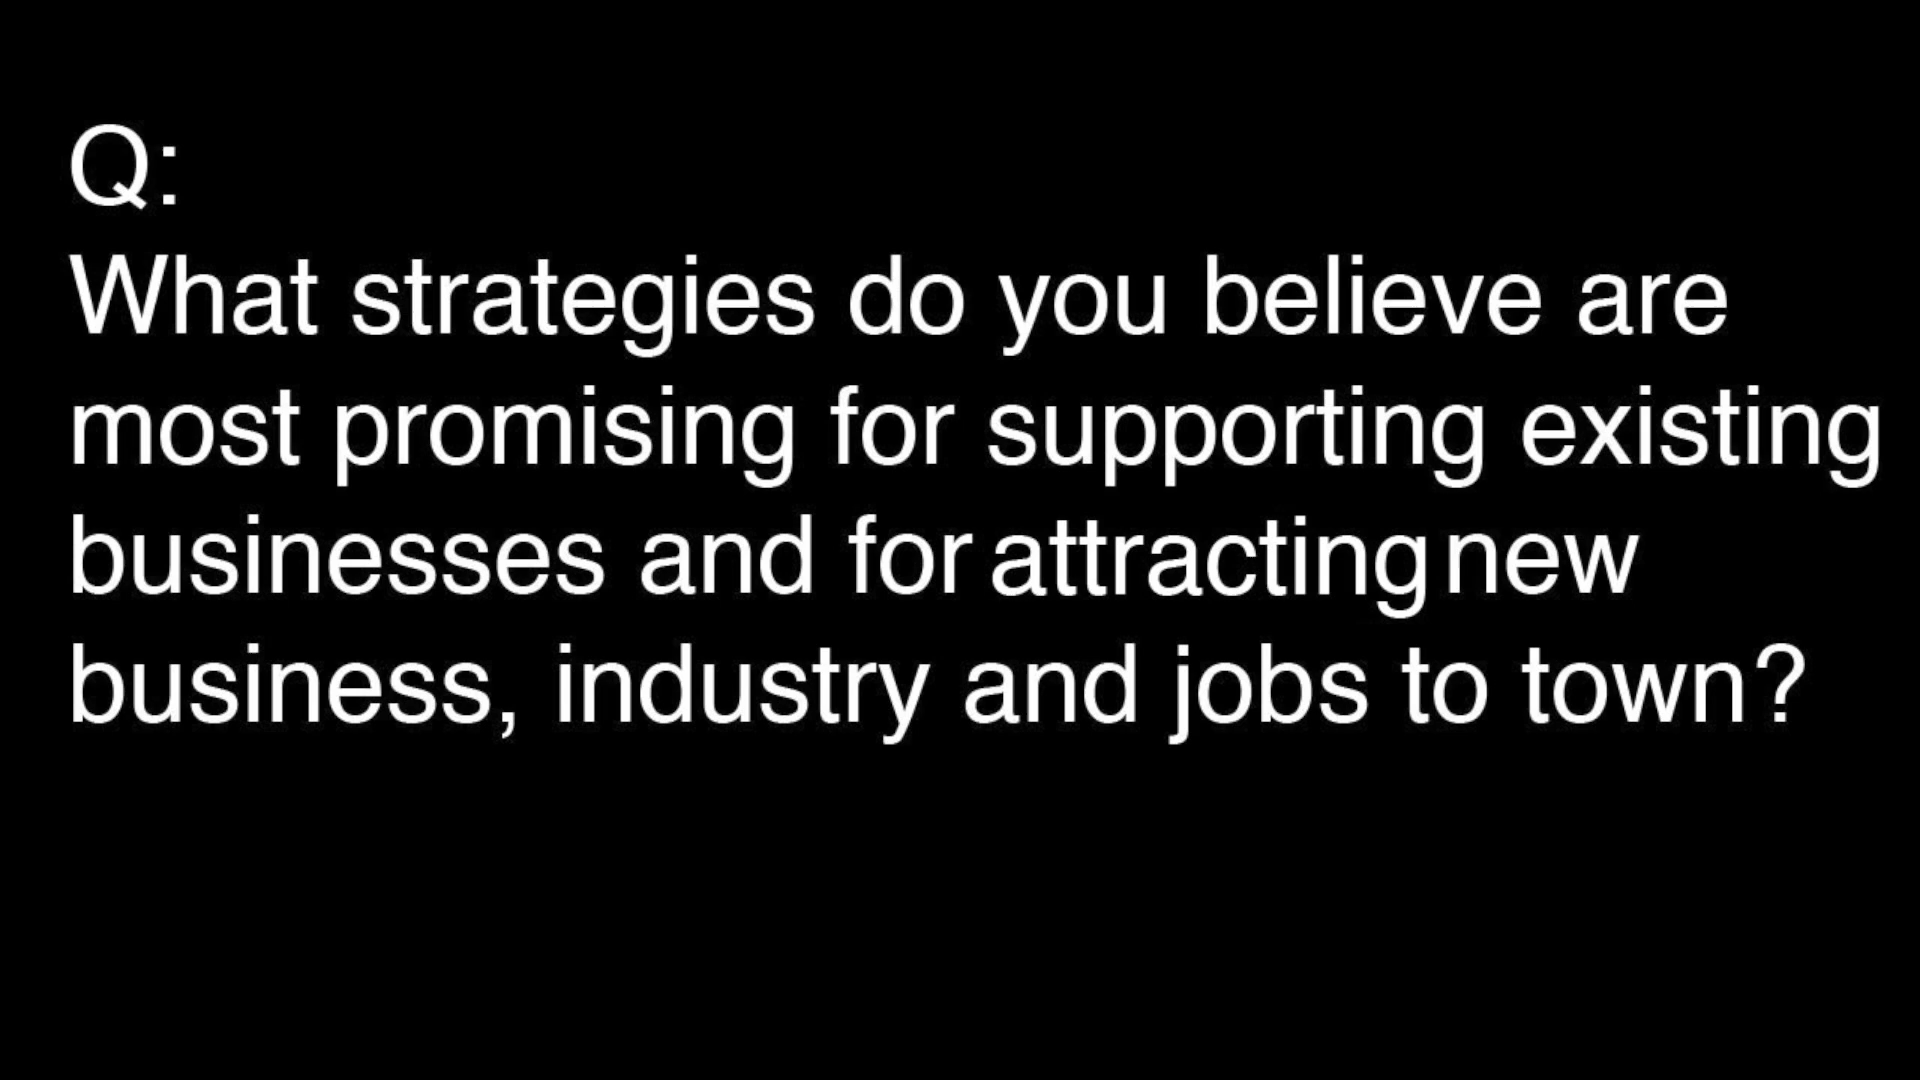 Q:
What strategies do you believe are
most promising for supporting existing
businesses and for attracting new
business, industry and jobs to town?